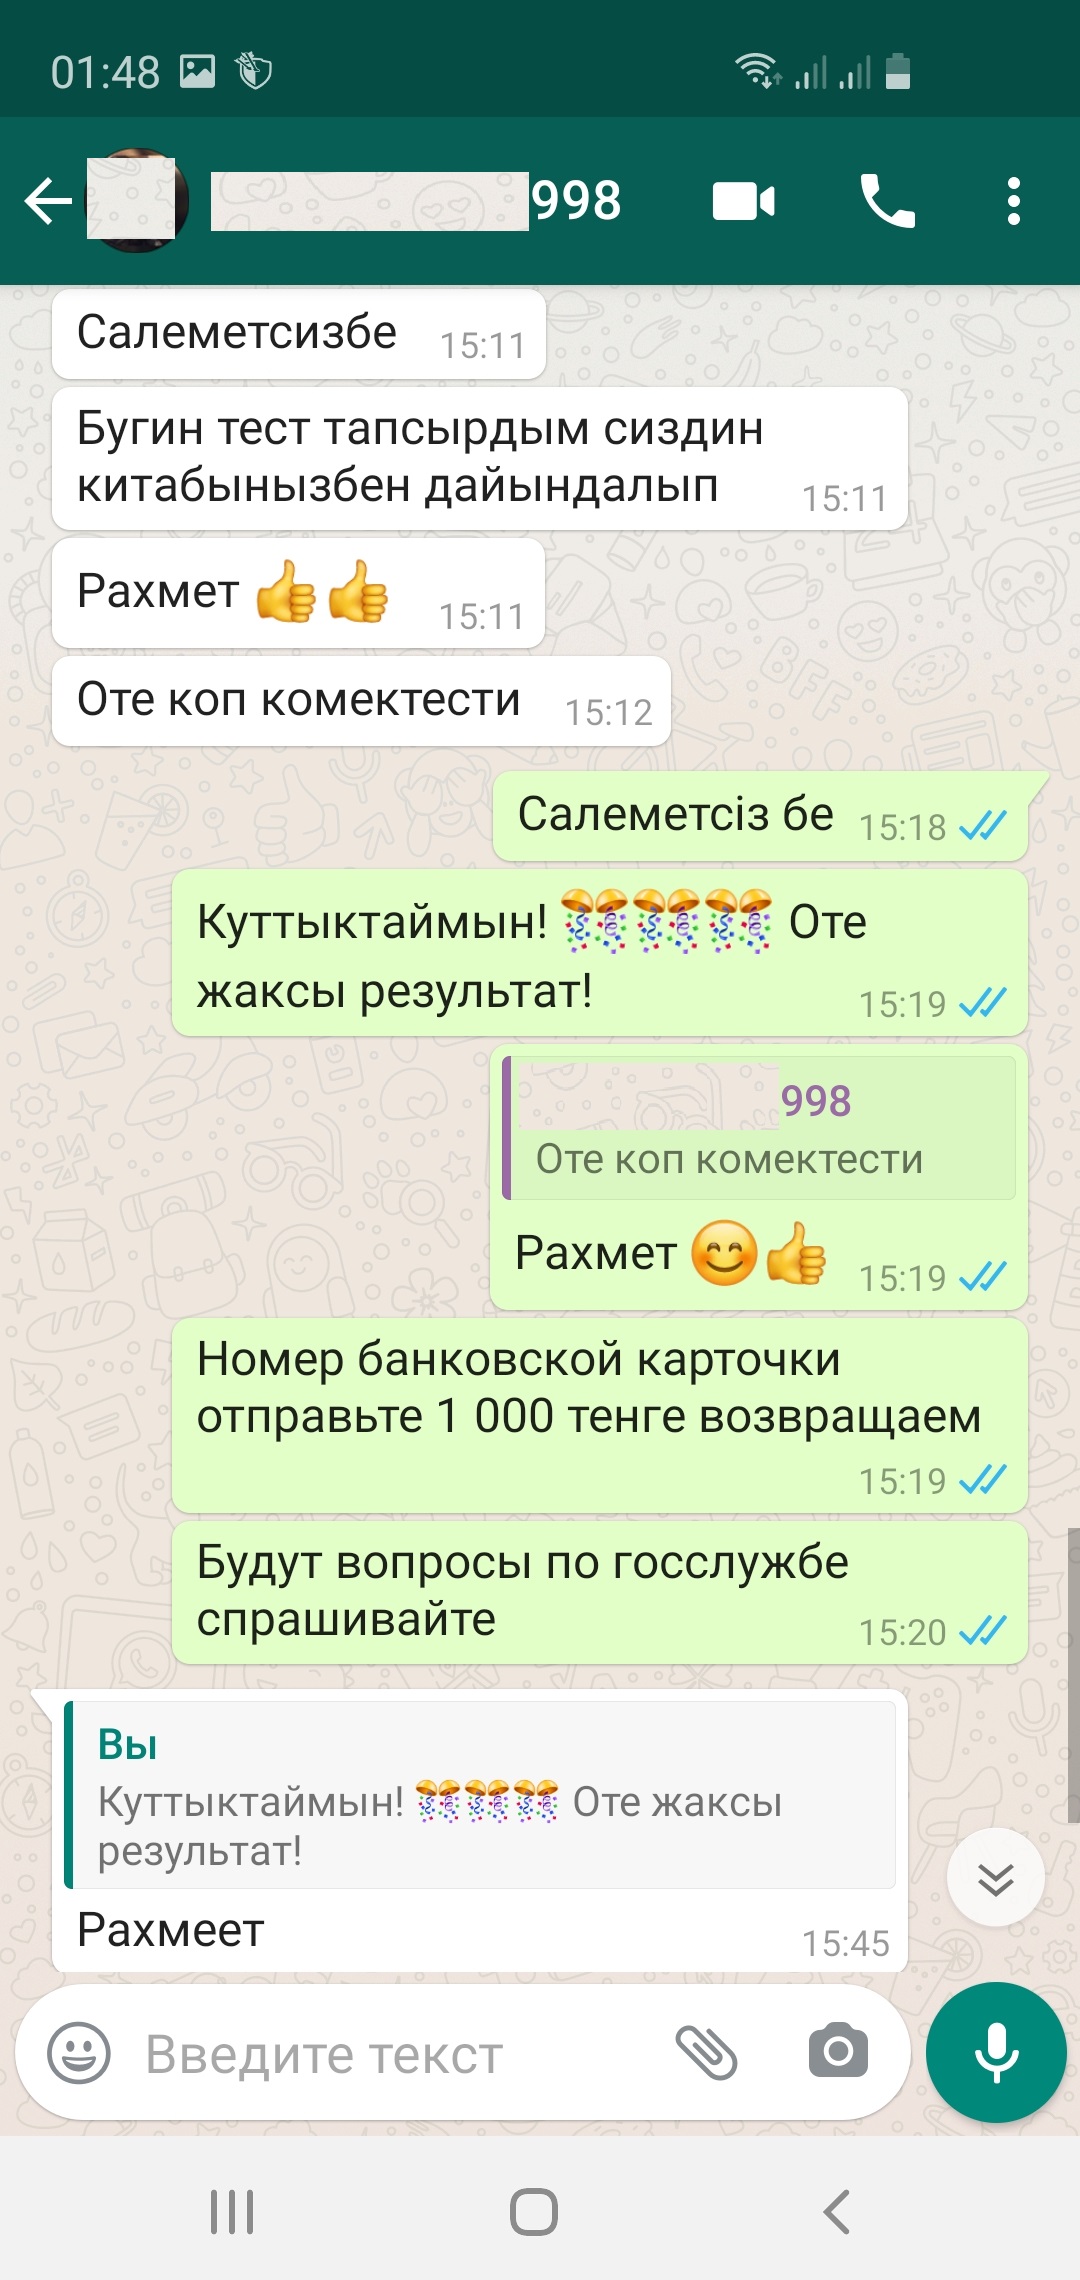 01:48
998
Салеметсизбе 15:11
Бугин тест тапсырдым сиздин
китабынызбен дайындалып 15:11
Рахмет 👍👍 15:11
Оте коп комектести 15:12
Салеметсіз бе 15:18
Куттыктаймын! 🎊🎊🎊 Оте
жаксы результат! 15:19
998
Оте коп комектести
Рахмет 😊👍 15:19
Номер банковской карточки
отправьте 1 000 тенге возвращаем
15:19
Будут вопросы по госслужбе
спрашивайте 15:20
Вы
Куттыктаймын! 🎊🎊🎊 Оте жаксы
результат!
Рахмеет 15:45
Введите текст